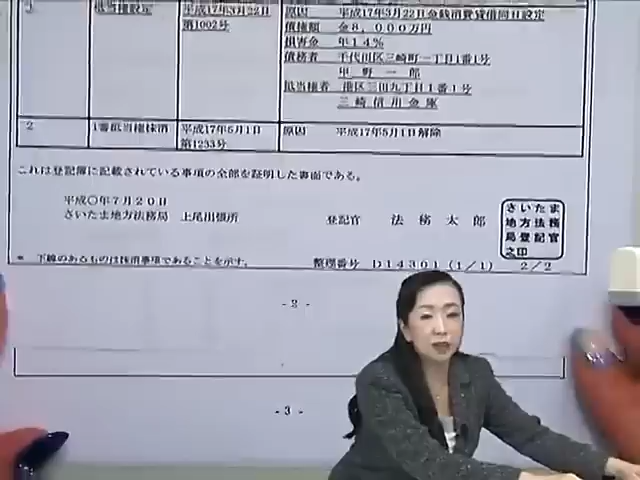 1 抵当権設定 平成17年3月22日 原因 平成17年3月22日金銭消費貸借同日設定
第1002号 債権額 金8,000万円
損害金 年14%
債務者 千代田区三崎町一丁目1番1号
甲野一郎
抵当権者 港区三田九丁目1番1号
三崎信用金庫
2 1番抵当権抹消 平成17年5月1日 原因 平成17年5月1日解除
第1233号
これは登記簿に記載されている事項の全部を証明した書面である。
平成〇年7月20日
さいたま地方法務局 上尾出張所 登記官 法務太郎
さいたま
地方法務
局登記官
之印
* 下線のあるものは抹消事項であることを示す。 整理番号 D14301 (1/1) 2/2
- 2 -
- 3 -